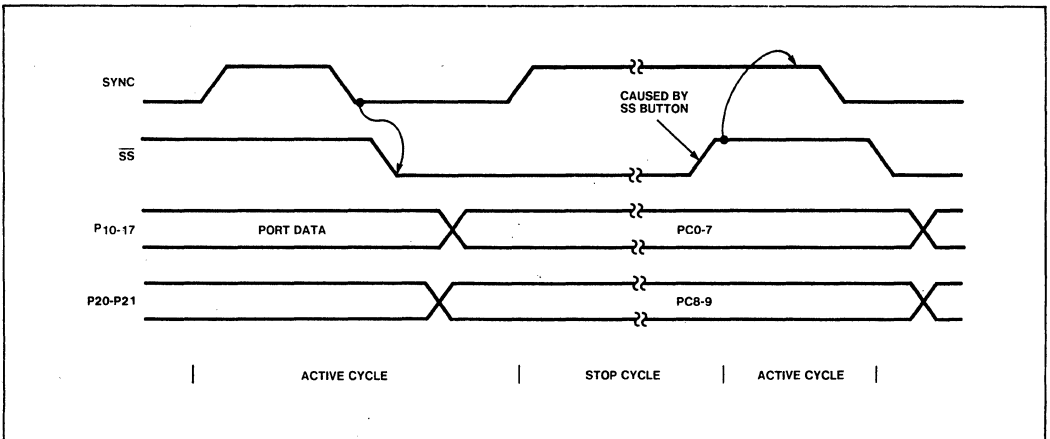 SYNC
CAUSED BY
SS BUTTON
SS
P10-17
PORT DATA
PC0-7
P20-P21
PC8-9
ACTIVE CYCLE
STOP CYCLE
ACTIVE CYCLE